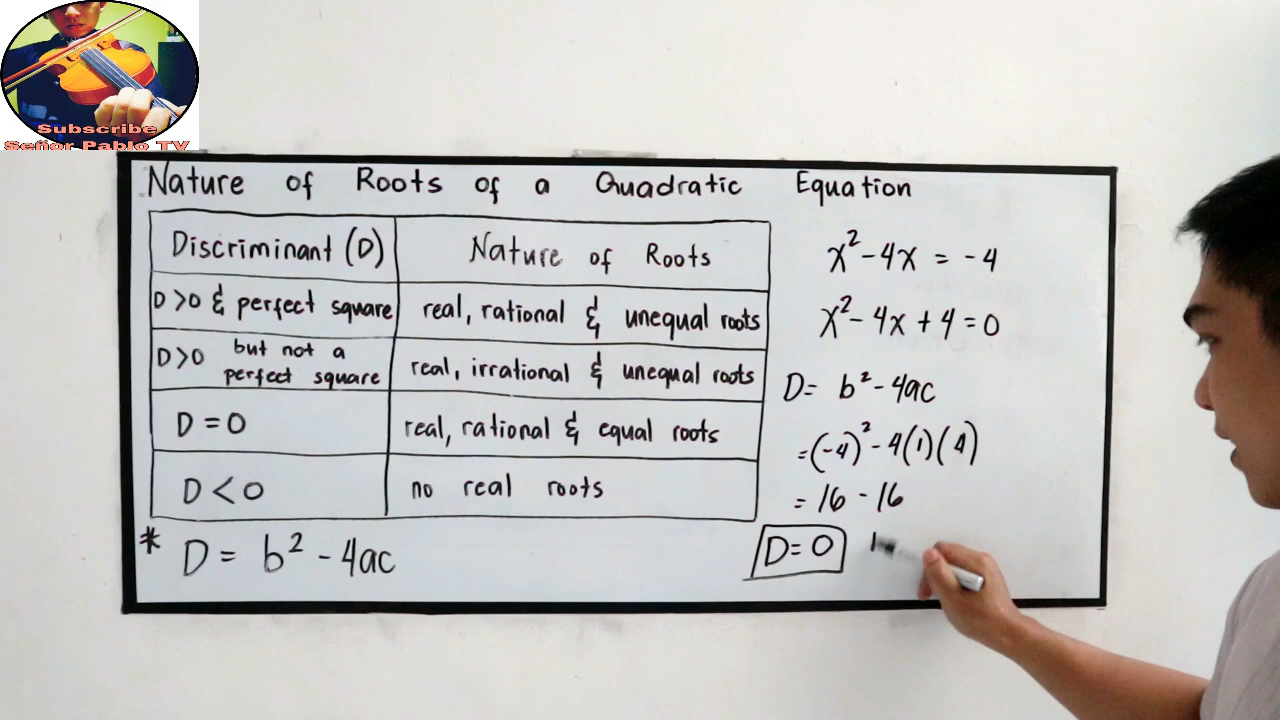 Subscribe
Señor Pablo TV
Nature of Roots of a Quadratic Equation
Discriminant (D) Nature of Roots
D >0 & perfect square real, rational & unequal roots
D>0 but not a perfect square real, irrational & unequal roots
D = 0 real, rational & equal roots
D < 0 no real roots
* D = b² - 4ac
x² - 4x = -4
x² - 4x + 4 = 0
D = b² - 4ac
= (-4)² - 4(1)(4)
= 16 - 16
D = 0